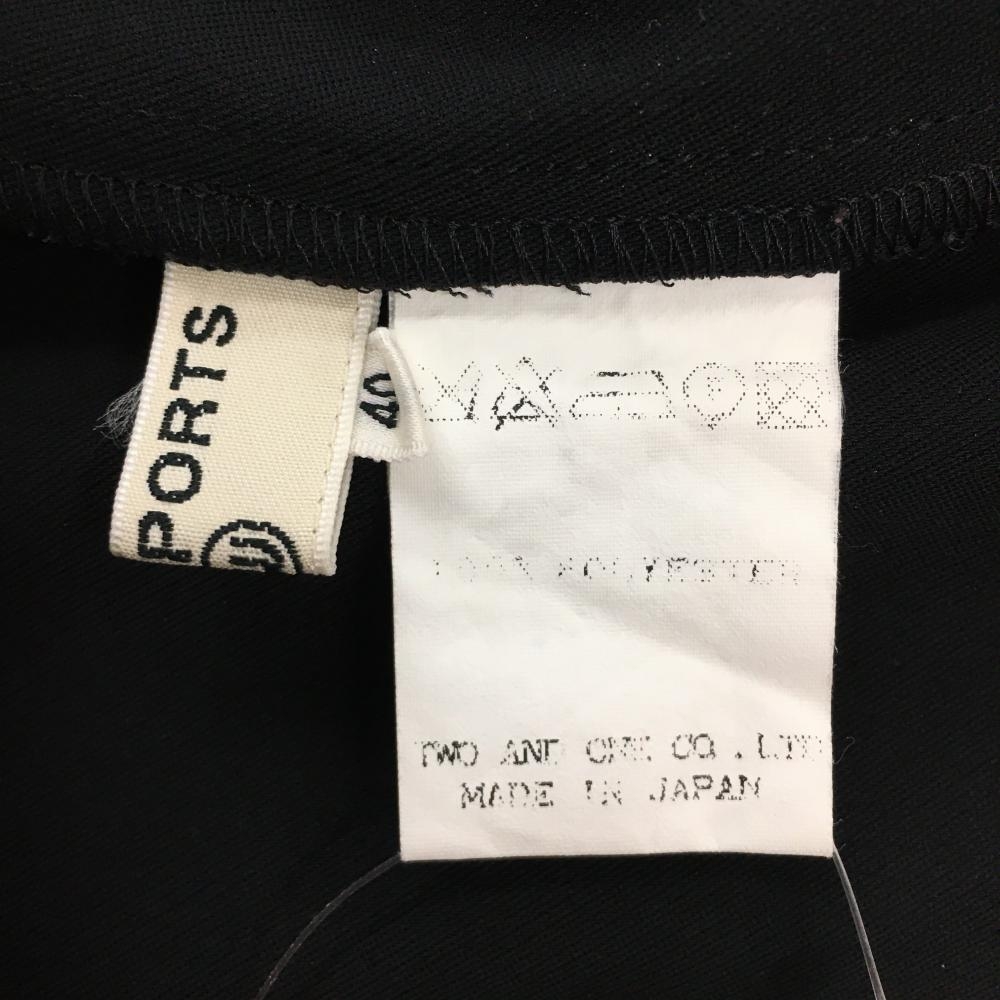 PORTS
40
100% POLYESTER
TWO AND ONE CO.,LTD
MADE IN JAPAN